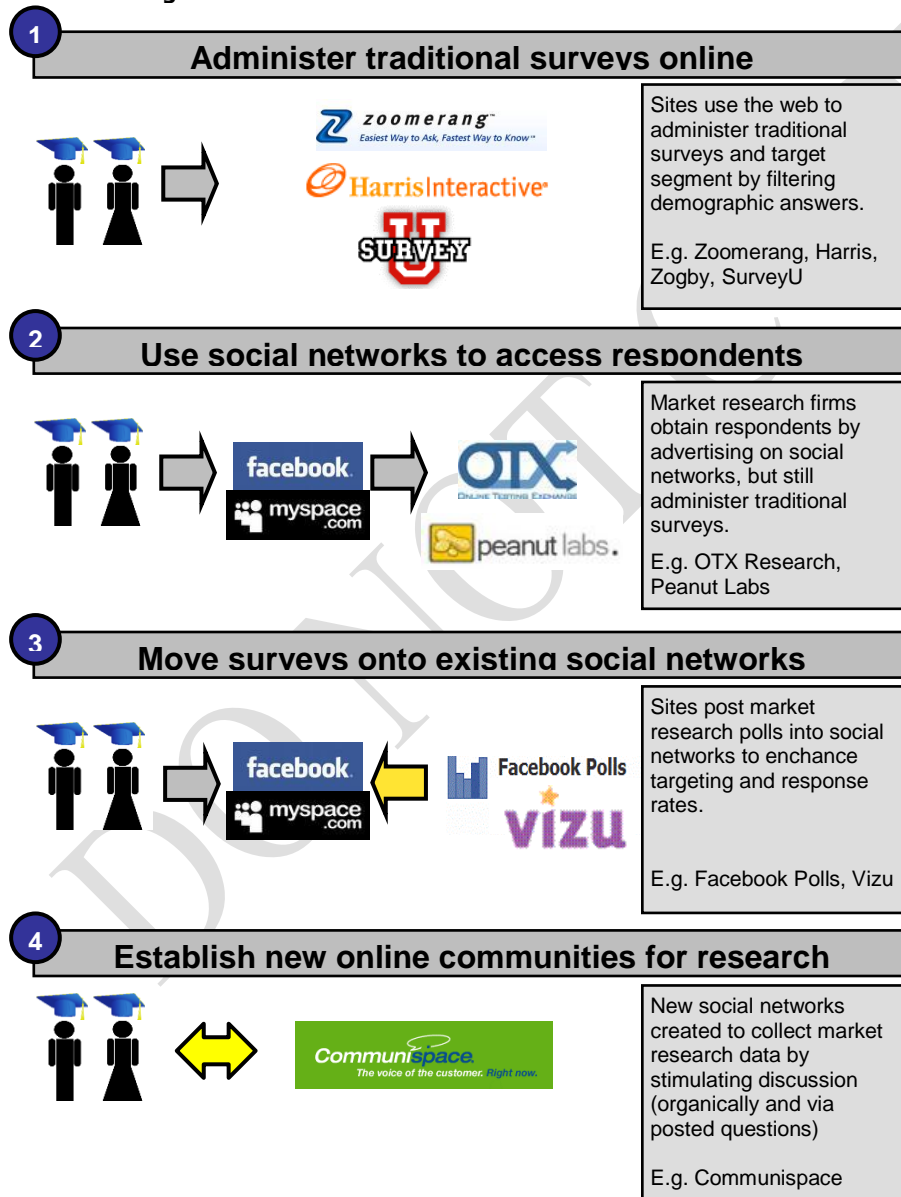 1
Administer traditional surveys online
zoomerang™
Easiest Way to Ask, Fastest Way to Know™
HarrisInteractive
U
SURVEY
Sites use the web to
administer traditional
surveys and target
segment by filtering
demographic answers.
E.g. Zoomerang, Harris,
Zogby, SurveyU
2
Use social networks to access respondents
facebook.
myspace
.com
OTX
ONLINE TESTING EXCHANGE
peanut labs.
Market research firms
obtain respondents by
advertising on social
networks, but still
administer traditional
surveys.
E.g. OTX Research,
Peanut Labs
3
Move surveys onto existing social networks
facebook.
myspace
.com
Facebook Polls
vizu
Sites post market
research polls into social
networks to enchance
targeting and response
rates.
E.g. Facebook Polls, Vizu
4
Establish new online communities for research
Communispace.
The voice of the customer. Right now.
New social networks
created to collect market
research data by
stimulating discussion
(organically and via
posted questions)
E.g. Communispace
DO NOT C